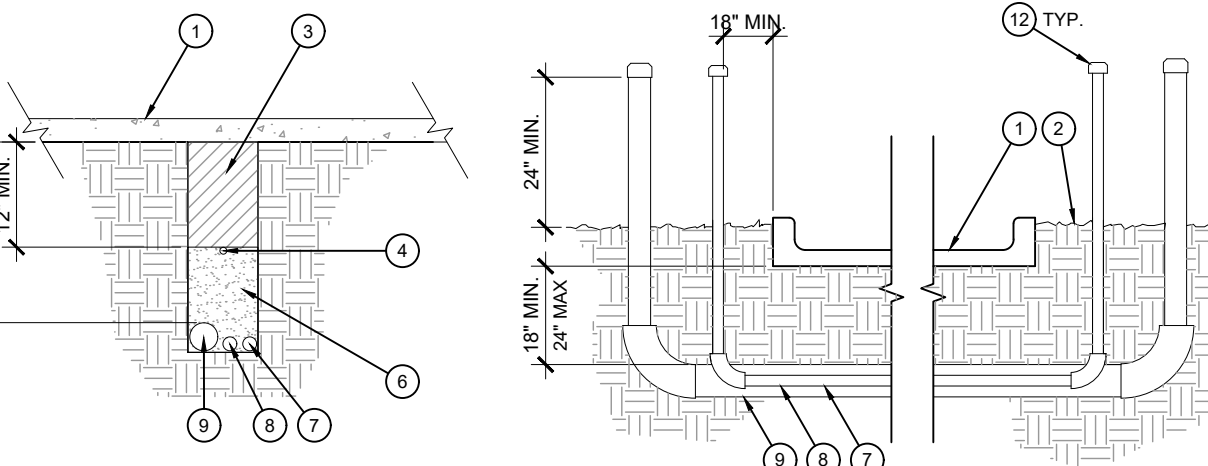 1
3
18" MIN.
12 TYP.
24" MIN.
1
2
12" MIN.
4
18" MIN.
24" MAX
6
9
8
7
9
8
7